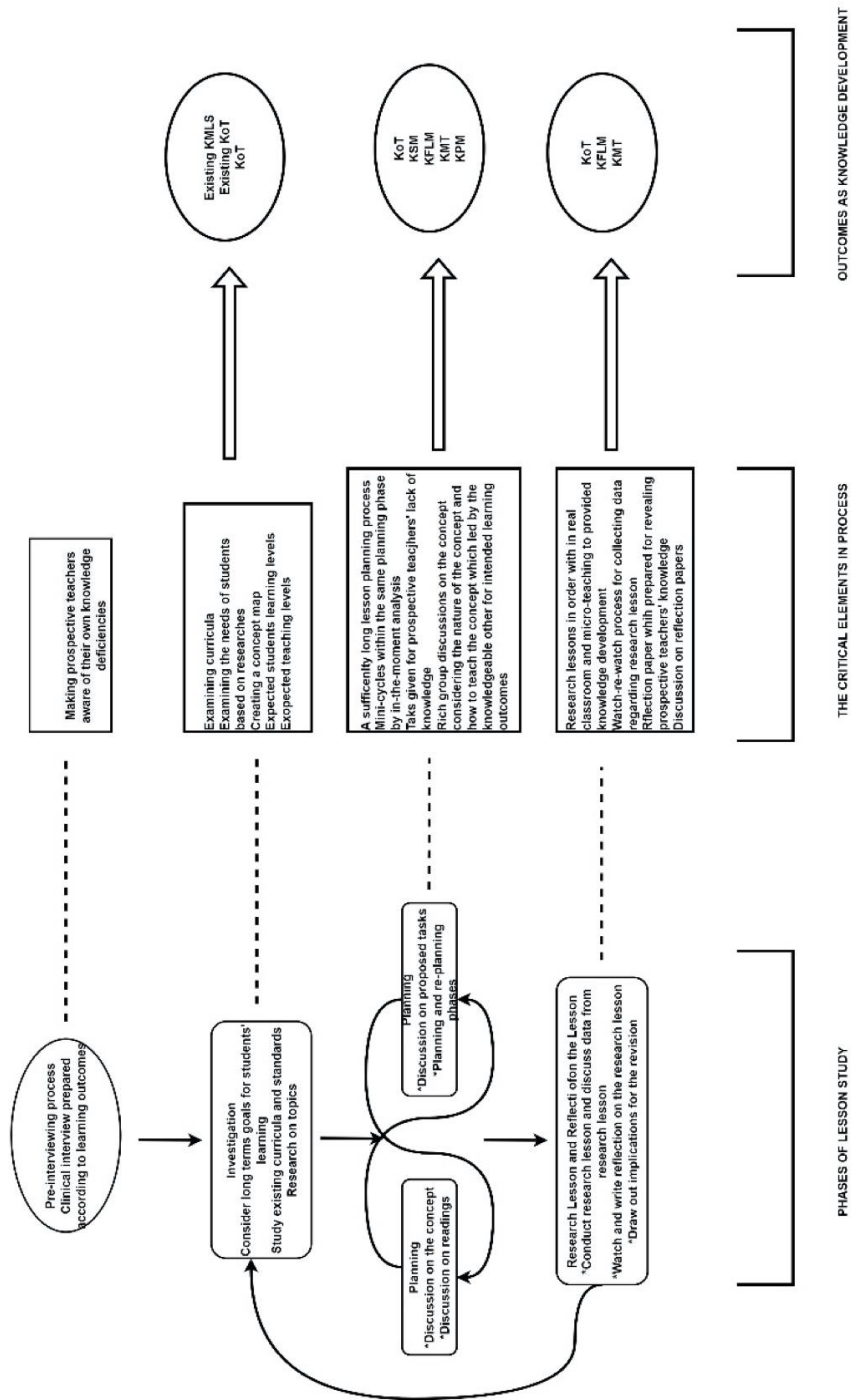 Pre-interviewing process
Clinical interview prepared
according to learning outcomes
Making prospective teachers
aware of their own knowledge
deficiencies
Investigation
Consider long terms goals for students'
learning
Study existing curricula and standards
Research on topics
Examining curricula
Examining the needs of students
based on researches
Creating a concept map
Expected students learning levels
Exopected teaching levels
Existing KMLS
Existing KoT
KoT
Planning
*Discussion on the concept
*Discussion on readings
Planning
*Discussion on proposed tasks
*Planning and re-planning
phases
A sufficently long lesson planning process
Mini-cycles within the same planning phase
by in-the-moment analysis
Taks given for prospective teacjhers' lack of
knowledge
Rich group discussions on the concept
considering the nature of the concept and
how to teach the concept which led by the
knowledgeable other for intended learning
outcomes
KoT
KSM
KFLM
KMT
KPM
Research Lesson and Reflecti ofon the Lesson
*Conduct research lesson and discuss data from
research lesson
*Watch and write reflection on the research lesson
*Draw out implications for the revision
Research lessons in order with in real
classroom and micro-teaching to provided
knowledge development
Watch-re-watch process for collecting data
regarding research lesson
Rflection paper whih prepared for revealing
prospective teachers' knowledge
Discussion on reflection papers
KoT
KFLM
KMT
PHASES OF LESSON STUDY
THE CRITICAL ELEMENTS IN PROCESS
OUTCOMES AS KNOWLEDGE DEVELOPMENT